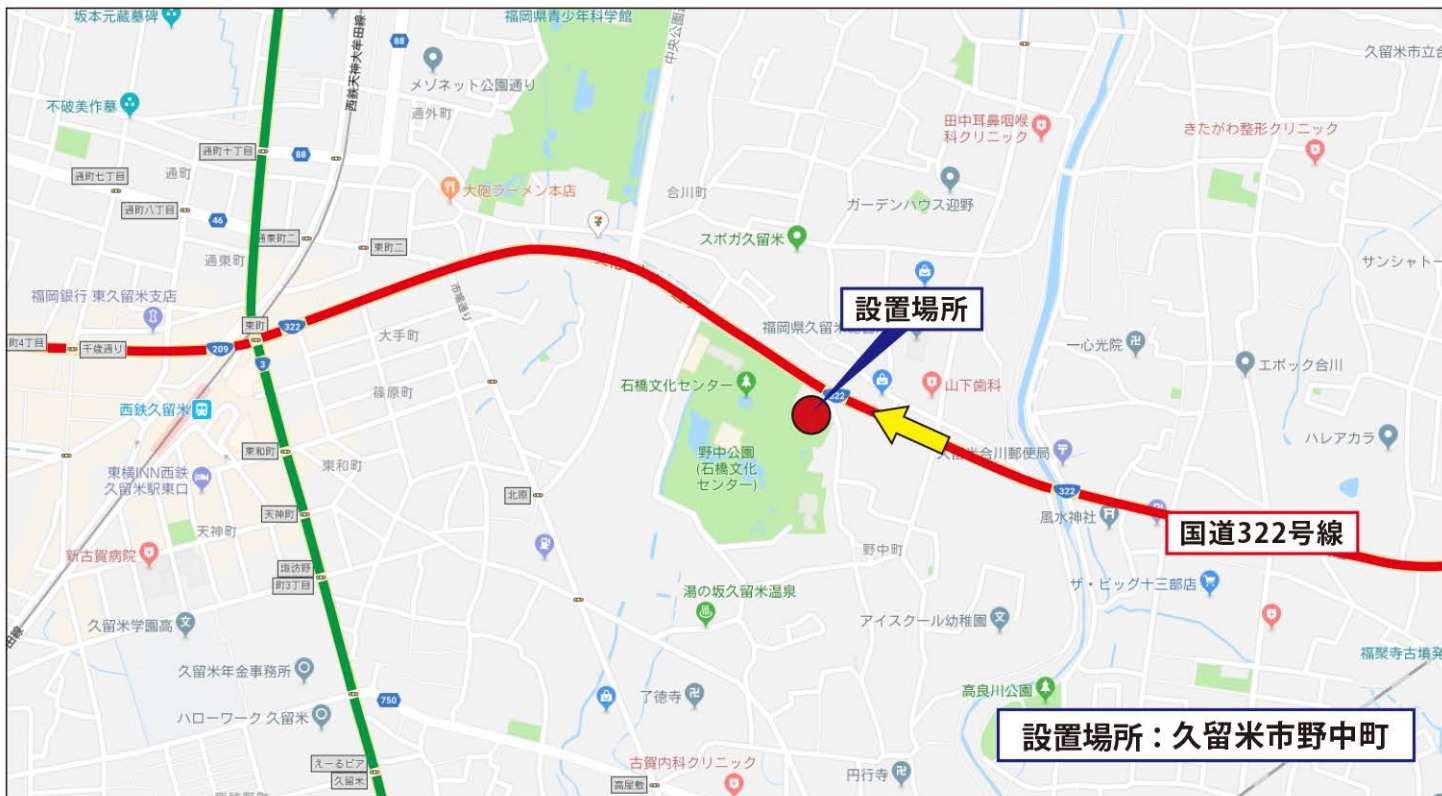 坂本元蔵墓碑
福岡県青少年科学館
中央公園
久留米市立合
88
西鉄天神大牟田線
メゾネット公園通り
不破美作墓
通外町
田中耳鼻咽喉
科クリニック
きたがわ整形クリニック
通町十丁目
88
通町七丁目
通町
大砲ラーメン本店
合川町
ガーデンハウス迎野
通町八丁目
46
通東町二
東町二
スポガ久留米
通東町
サンシャトー
福岡銀行 東久留米支店
市場通り
設置場所
東町
322
大手町
福岡県久留米
町4丁目
千歳通り
209
3
一心光院
エポック合川
篠原町
石橋文化センター
322
山下歯科
西鉄久留米
ハレアカラ
東和町
東和町
野中公園
(石橋文化
センター)
久留米合川郵便局
東横INN西鉄
久留米駅東口
北原
322
天神町
天神町
風水神社
国道322号線
新古賀病院
野中町
諏訪野
町3丁目
湯の坂久留米温泉
ザ・ビッグ十三部店
久留米学園高
アイスクール幼稚園
田線
福聚寺古墳発
久留米年金事務所
750
了徳寺
高良川公園
ハローワーク 久留米
設置場所：久留米市野中町
えーるピア
久留米
古賀内科クリニック
円行寺
高屋敷